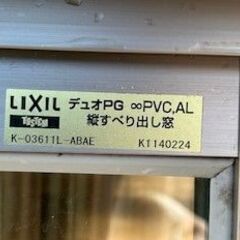 LIXIL デュオPG ∞PVC,AL
TOSTEM 縦すべり出し窓
K-03611L-ABAE K1140224